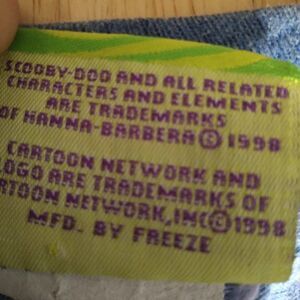 SCOOBY-DOO AND ALL RELATED
CHARACTERS AND ELEMENTS
ARE TRADEMARKS
OF HANNA-BARBERA © 1998
CARTOON NETWORK AND
LOGO ARE TRADEMARKS OF
RTOON NETWORK, INC © 1998
MFD. BY FREEZE